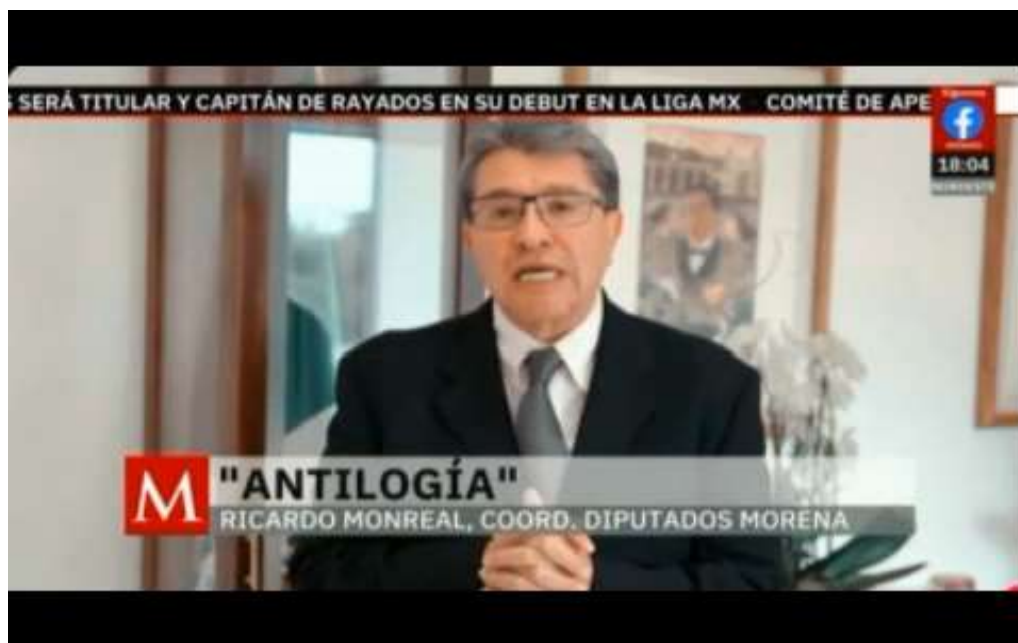 SERÁ TITULAR Y CAPITÁN DE RAYADOS EN SU DEBUT EN LA LIGA MX COMITÉ DE APE
18:04
M "ANTILOGÍA"
RICARDO MONREAL, COORD. DIPUTADOS MORENA